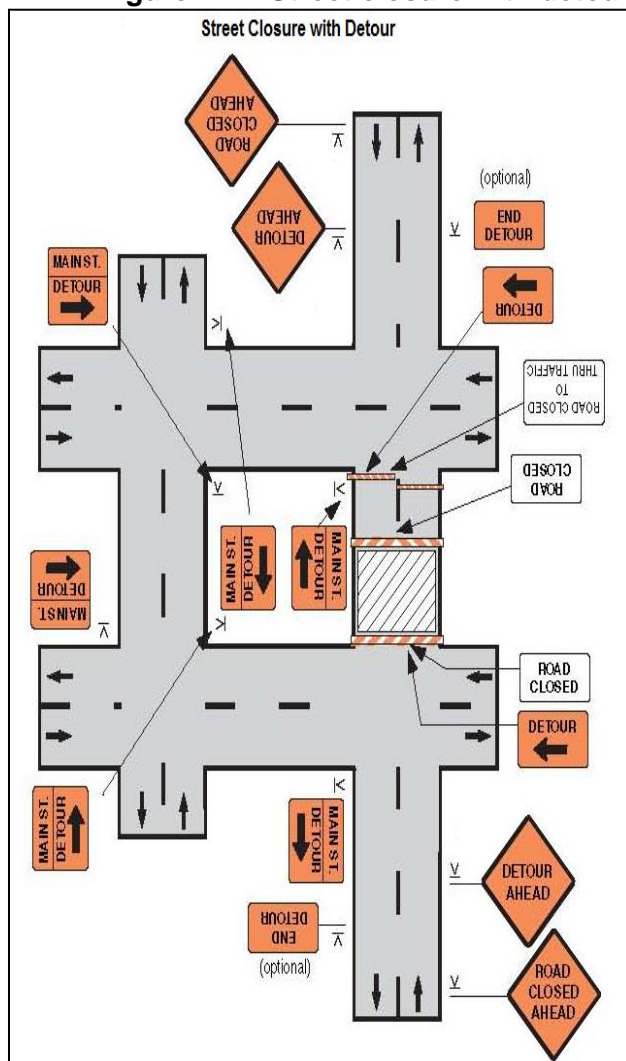 Street Closure with Detour
ROAD
CLOSED
AHEAD
DETOUR
AHEAD
(optional)
END
DETOUR
MAIN ST.
DETOUR
DETOUR
ROAD CLOSED
TO
THRU TRAFFIC
ROAD
CLOSED
MAIN ST.
DETOUR
MAIN ST.
DETOUR
MAIN ST.
DETOUR
ROAD
CLOSED
DETOUR
MAIN ST.
DETOUR
MAIN ST.
DETOUR
DETOUR
AHEAD
END
DETOUR
(optional)
ROAD
CLOSED
AHEAD